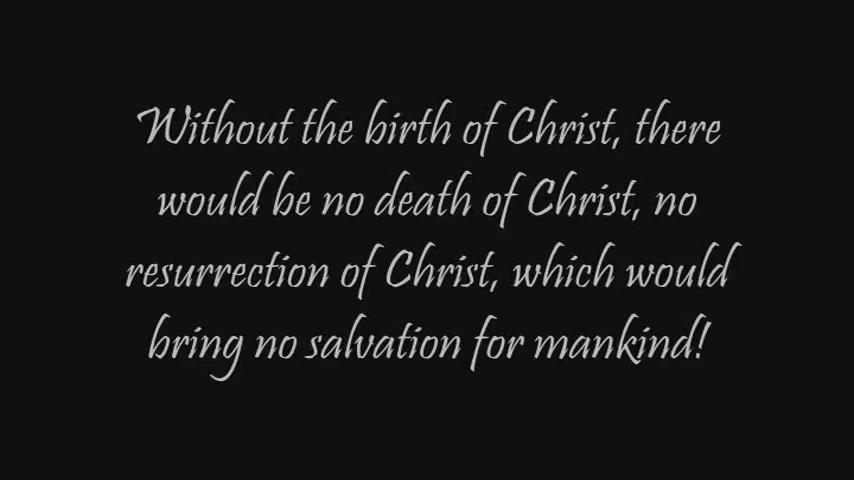 Without the birth of Christ, there
would be no death of Christ, no
resurrection of Christ, which would
bring no salvation for mankind!